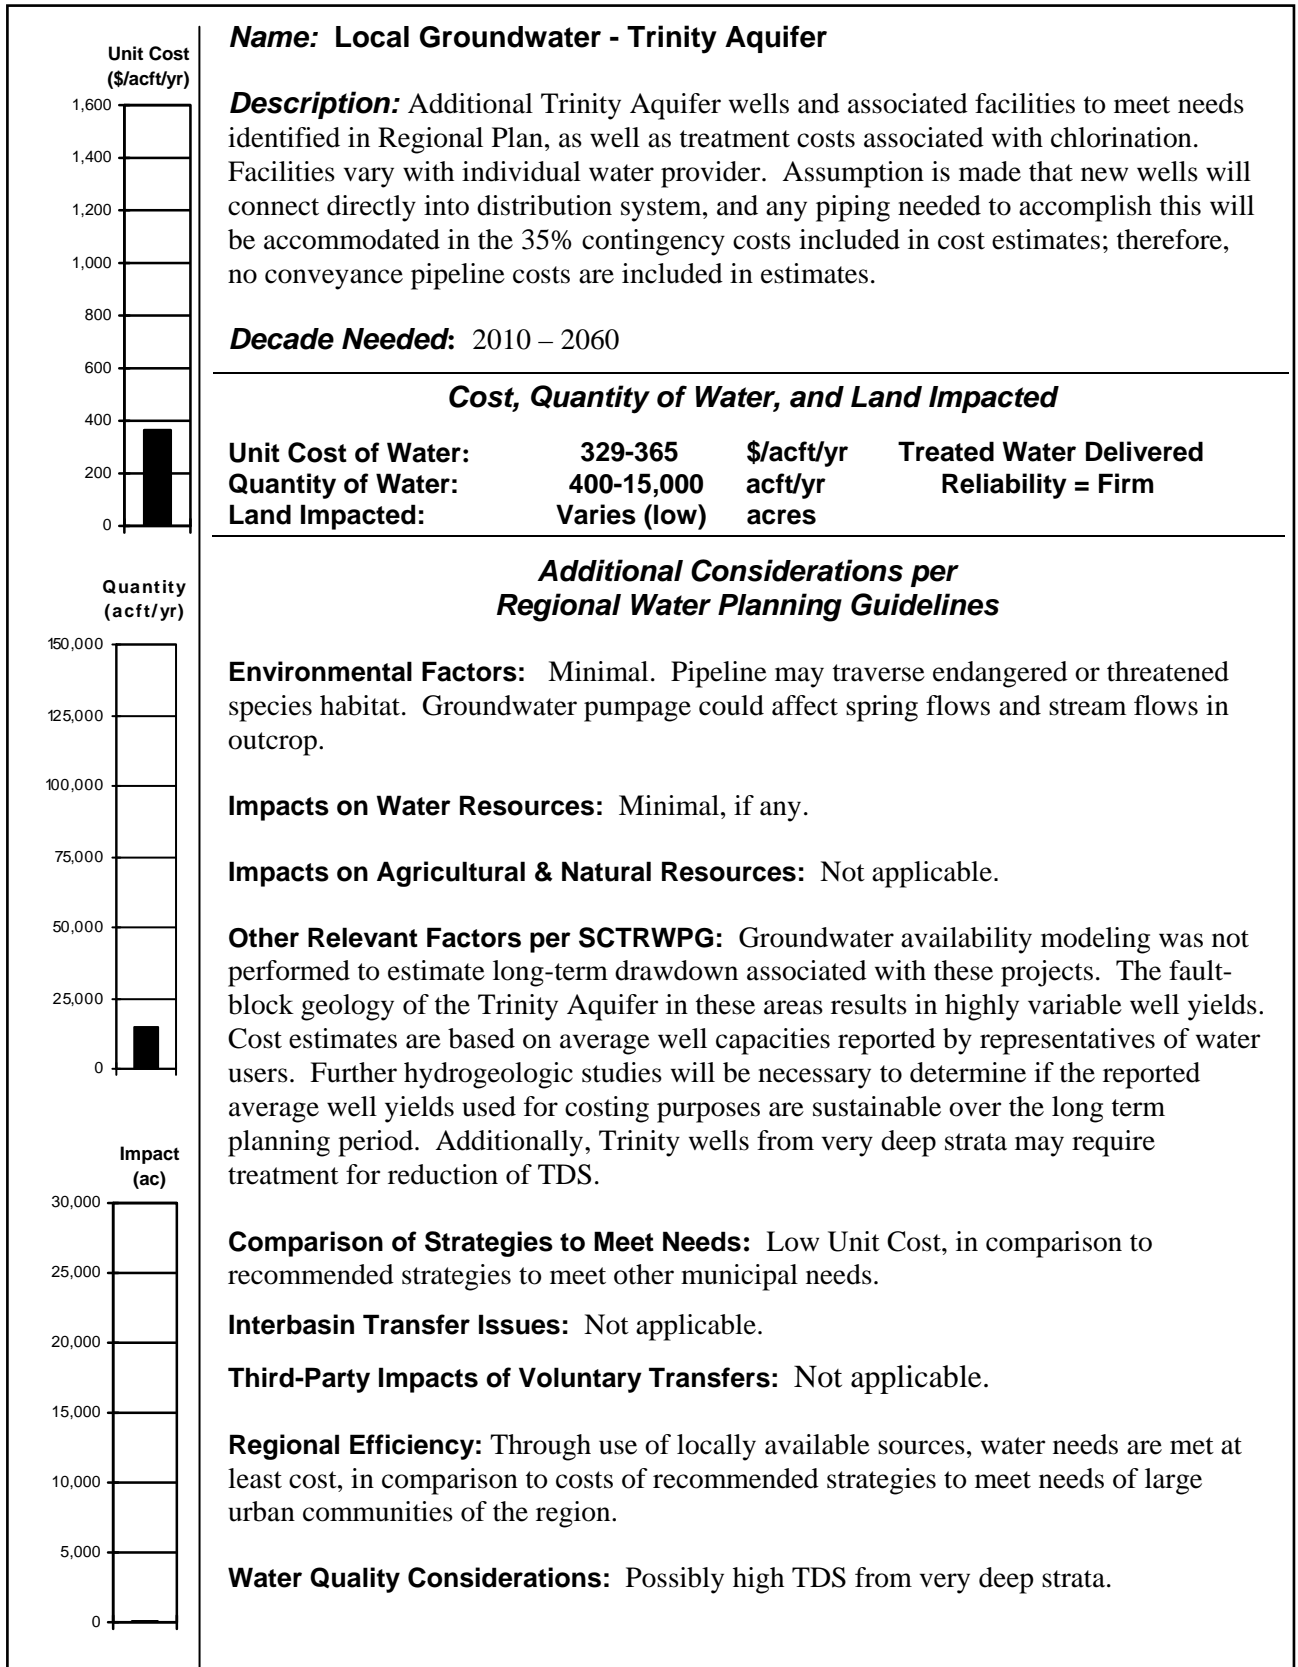 Unit Cost
($/acft/yr)
1,600
1,400
1,200
1,000
800
600
400
200
0
Quantity
(acft/yr)
150,000
125,000
100,000
75,000
50,000
25,000
0
Impact
(ac)
30,000
25,000
20,000
15,000
10,000
5,000
0
Name: Local Groundwater - Trinity Aquifer
Description: Additional Trinity Aquifer wells and associated facilities to meet needs
identified in Regional Plan, as well as treatment costs associated with chlorination.
Facilities vary with individual water provider. Assumption is made that new wells will
connect directly into distribution system, and any piping needed to accomplish this will
be accommodated in the 35% contingency costs included in cost estimates; therefore,
no conveyance pipeline costs are included in estimates.
Decade Needed: 2010 – 2060
Cost, Quantity of Water, and Land Impacted
Unit Cost of Water: 329-365 $/acft/yr Treated Water Delivered
Quantity of Water: 400-15,000 acft/yr Reliability = Firm
Land Impacted: Varies (low) acres
Additional Considerations per
Regional Water Planning Guidelines
Environmental Factors: Minimal. Pipeline may traverse endangered or threatened
species habitat. Groundwater pumpage could affect spring flows and stream flows in
outcrop.
Impacts on Water Resources: Minimal, if any.
Impacts on Agricultural & Natural Resources: Not applicable.
Other Relevant Factors per SCTRWPG: Groundwater availability modeling was not
performed to estimate long-term drawdown associated with these projects. The fault-
block geology of the Trinity Aquifer in these areas results in highly variable well yields.
Cost estimates are based on average well capacities reported by representatives of water
users. Further hydrogeologic studies will be necessary to determine if the reported
average well yields used for costing purposes are sustainable over the long term
planning period. Additionally, Trinity wells from very deep strata may require
treatment for reduction of TDS.
Comparison of Strategies to Meet Needs: Low Unit Cost, in comparison to
recommended strategies to meet other municipal needs.
Interbasin Transfer Issues: Not applicable.
Third-Party Impacts of Voluntary Transfers: Not applicable.
Regional Efficiency: Through use of locally available sources, water needs are met at
least cost, in comparison to costs of recommended strategies to meet needs of large
urban communities of the region.
Water Quality Considerations: Possibly high TDS from very deep strata.